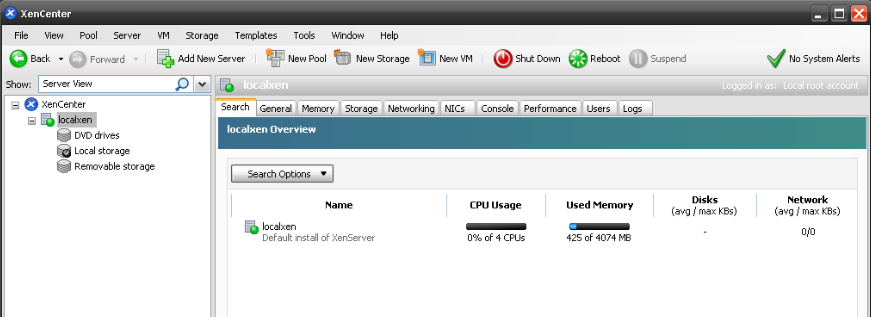 XenCenter
File View Pool Server VM Storage Templates Tools Window Help
Back Forward Add New Server New Pool New Storage New VM Shut Down Reboot Suspend No System Alerts
Show: Server View
localxen Logged in as: Local root account
XenCenter
localxen
DVD drives
Local storage
Removable storage
Search General Memory Storage Networking NICs Console Performance Users Logs
localxen Overview
Search Options
Name CPU Usage Used Memory Disks (avg / max KBs) Network (avg / max KBs)
localxen
Default install of XenServer
0% of 4 CPUs 425 of 4074 MB - 0/0